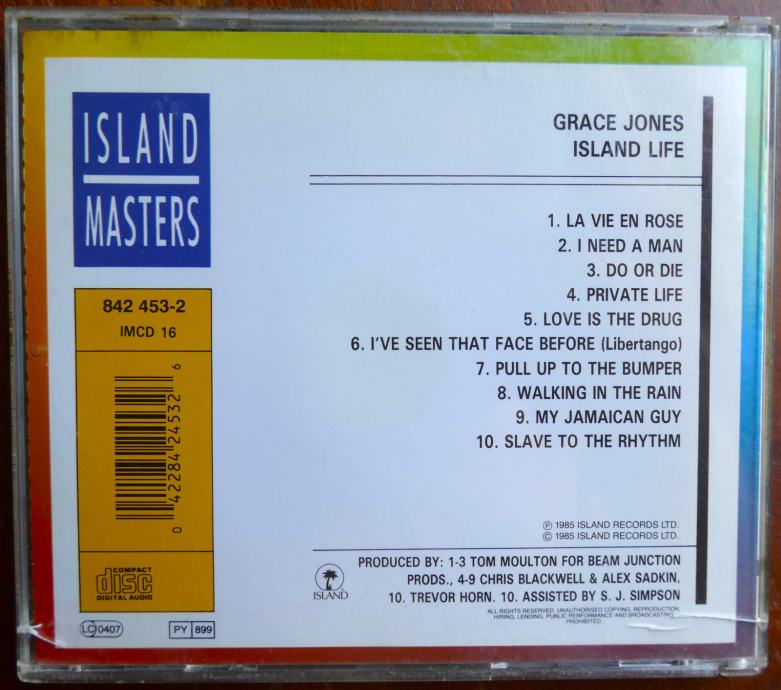 ISLAND
MASTERS
842 453-2
IMCD 16
0 42284 24532 6
COMPACT
disc
DIGITAL AUDIO
LC 0407
PY 899
GRACE JONES
ISLAND LIFE
1. LA VIE EN ROSE
2. I NEED A MAN
3. DO OR DIE
4. PRIVATE LIFE
5. LOVE IS THE DRUG
6. I'VE SEEN THAT FACE BEFORE (Libertango)
7. PULL UP TO THE BUMPER
8. WALKING IN THE RAIN
9. MY JAMAICAN GUY
10. SLAVE TO THE RHYTHM
℗ 1985 ISLAND RECORDS LTD.
© 1985 ISLAND RECORDS LTD.
ISLAND
PRODUCED BY: 1-3 TOM MOULTON FOR BEAM JUNCTION
PRODS., 4-9 CHRIS BLACKWELL & ALEX SADKIN,
10. TREVOR HORN. 10. ASSISTED BY S. J. SIMPSON
ALL RIGHTS RESERVED. UNAUTHORISED COPYING, REPRODUCTION,
HIRING, LENDING, PUBLIC PERFORMANCE AND BROADCASTING
PROHIBITED